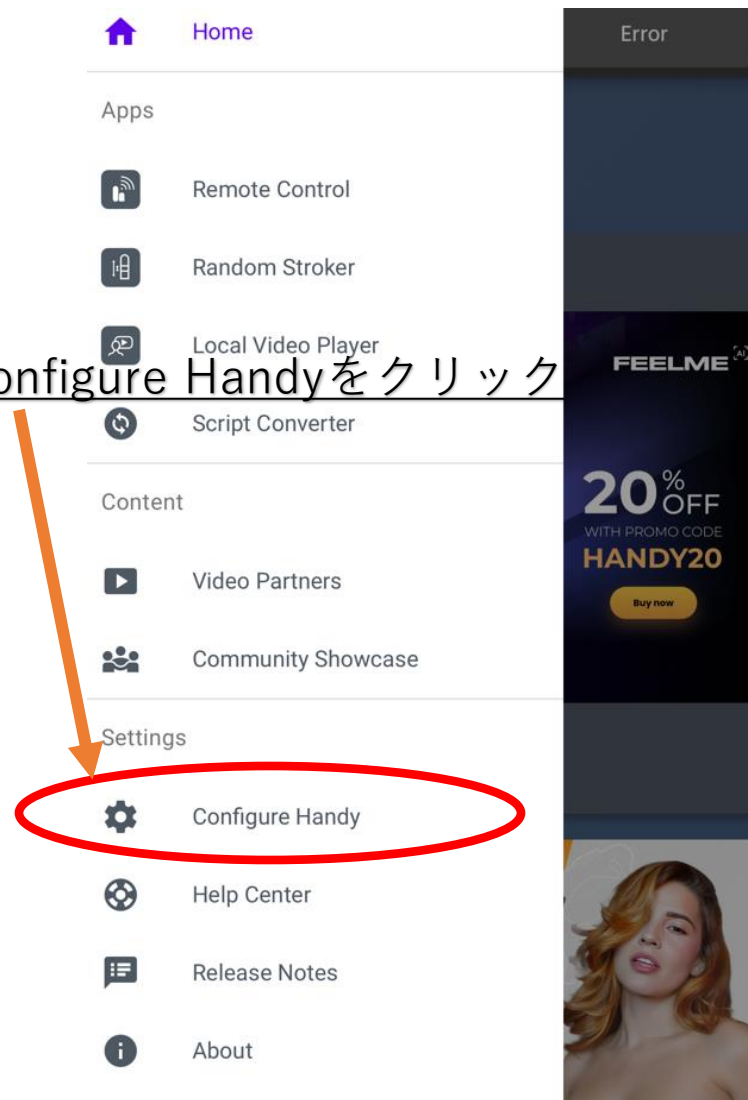 Home
Error
Apps
Remote Control
Random Stroker
Local Video Player
onfigure Handyをクリック
Script Converter
Content
Video Partners
Community Showcase
Settings
Configure Handy
Help Center
Release Notes
About
FEELME [AI]
20% OFF
WITH PROMO CODE
HANDY20
Buy now